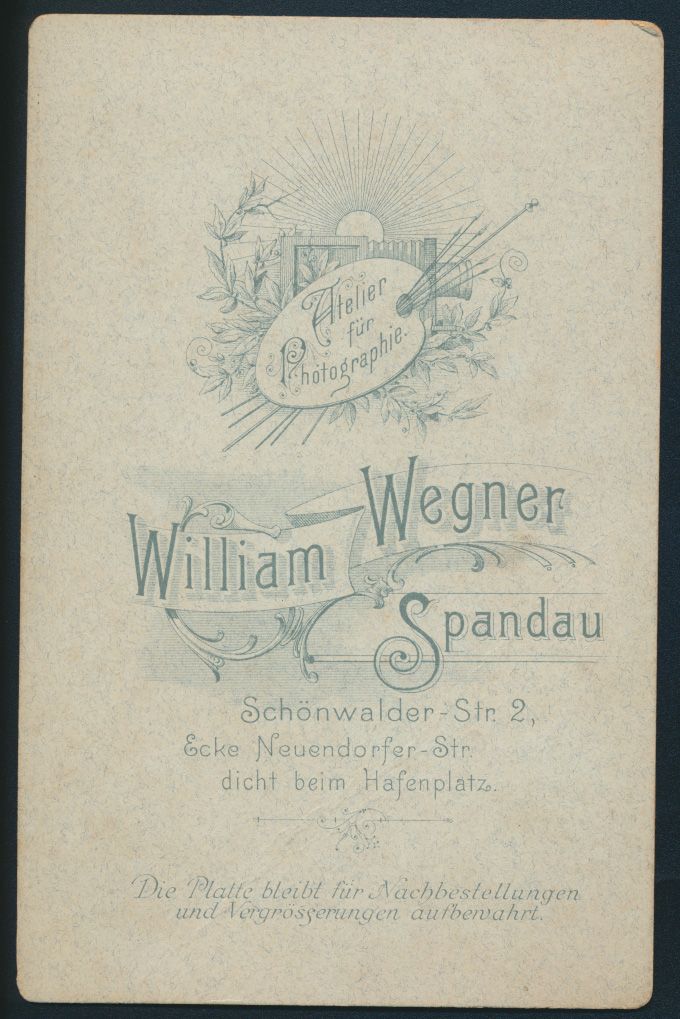 Atelier
für
Photographie.
William Wegner
Spandau
Schönwalder-Str. 2,
Ecke Neuendorfer-Str.
dicht beim Hafenplatz.
Die Platte bleibt für Nachbestellungen
und Vergrösserungen aufbewahrt.